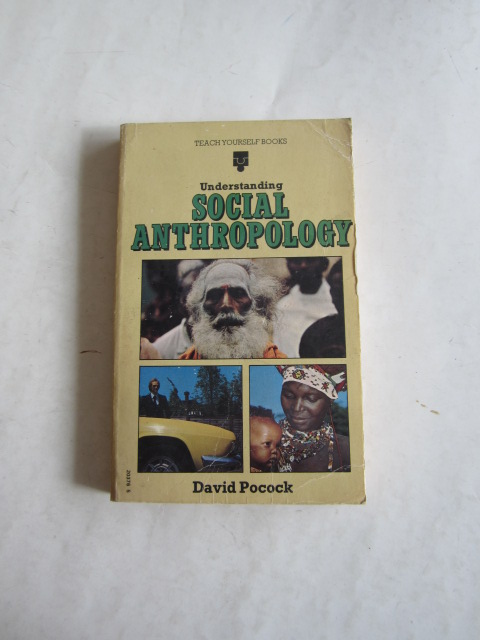 TEACH YOURSELF BOOKS
Understanding
SOCIAL
ANTHROPOLOGY
David Pocock